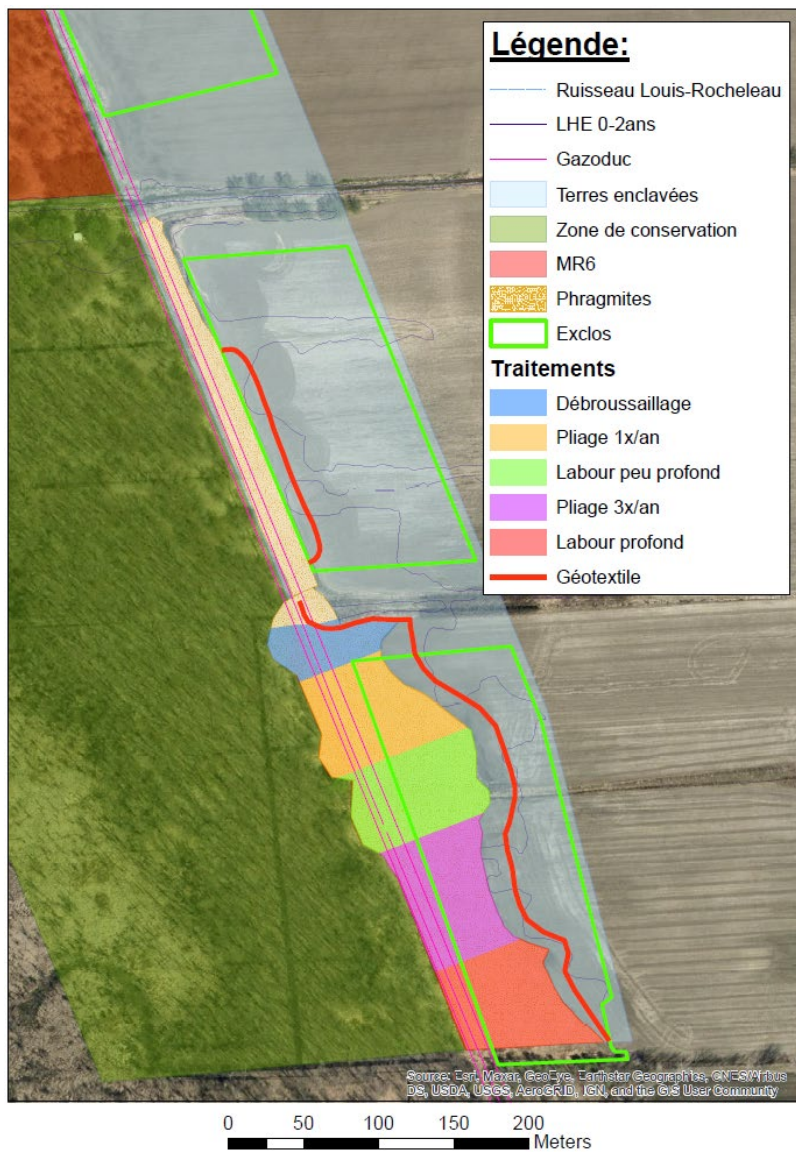 Légende:
Ruisseau Louis-Rocheleau
LHE 0-2ans
Gazoduc
Terres enclavées
Zone de conservation
MR6
Phragmites
Exclos
Traitements
Débroussaillage
Pliage 1x/an
Labour peu profond
Pliage 3x/an
Labour profond
Géotextile
Source: Esri, Maxar, GeoEye, Earthstar Geographics, CNES/Airbus
DS, USDA, USGS, AeroGRID, IGN, and the GIS User Community
0 50 100 150 200
Meters